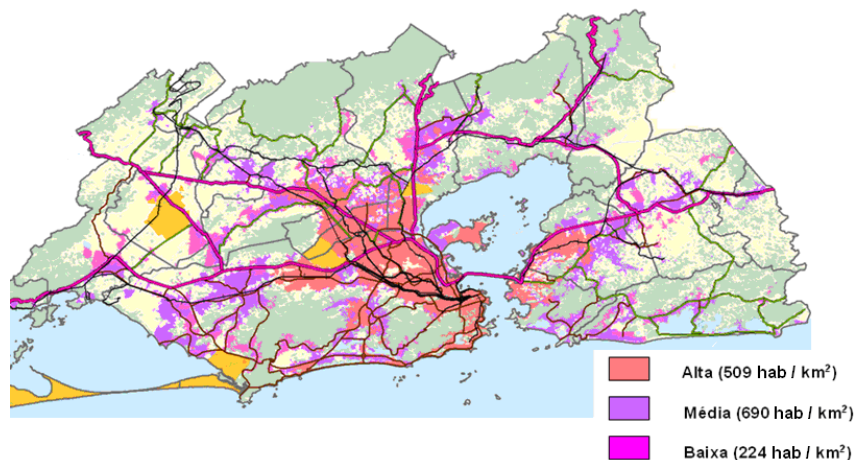 Alta (509 hab / km²)
Média (690 hab / km²)
Baixa (224 hab / km²)